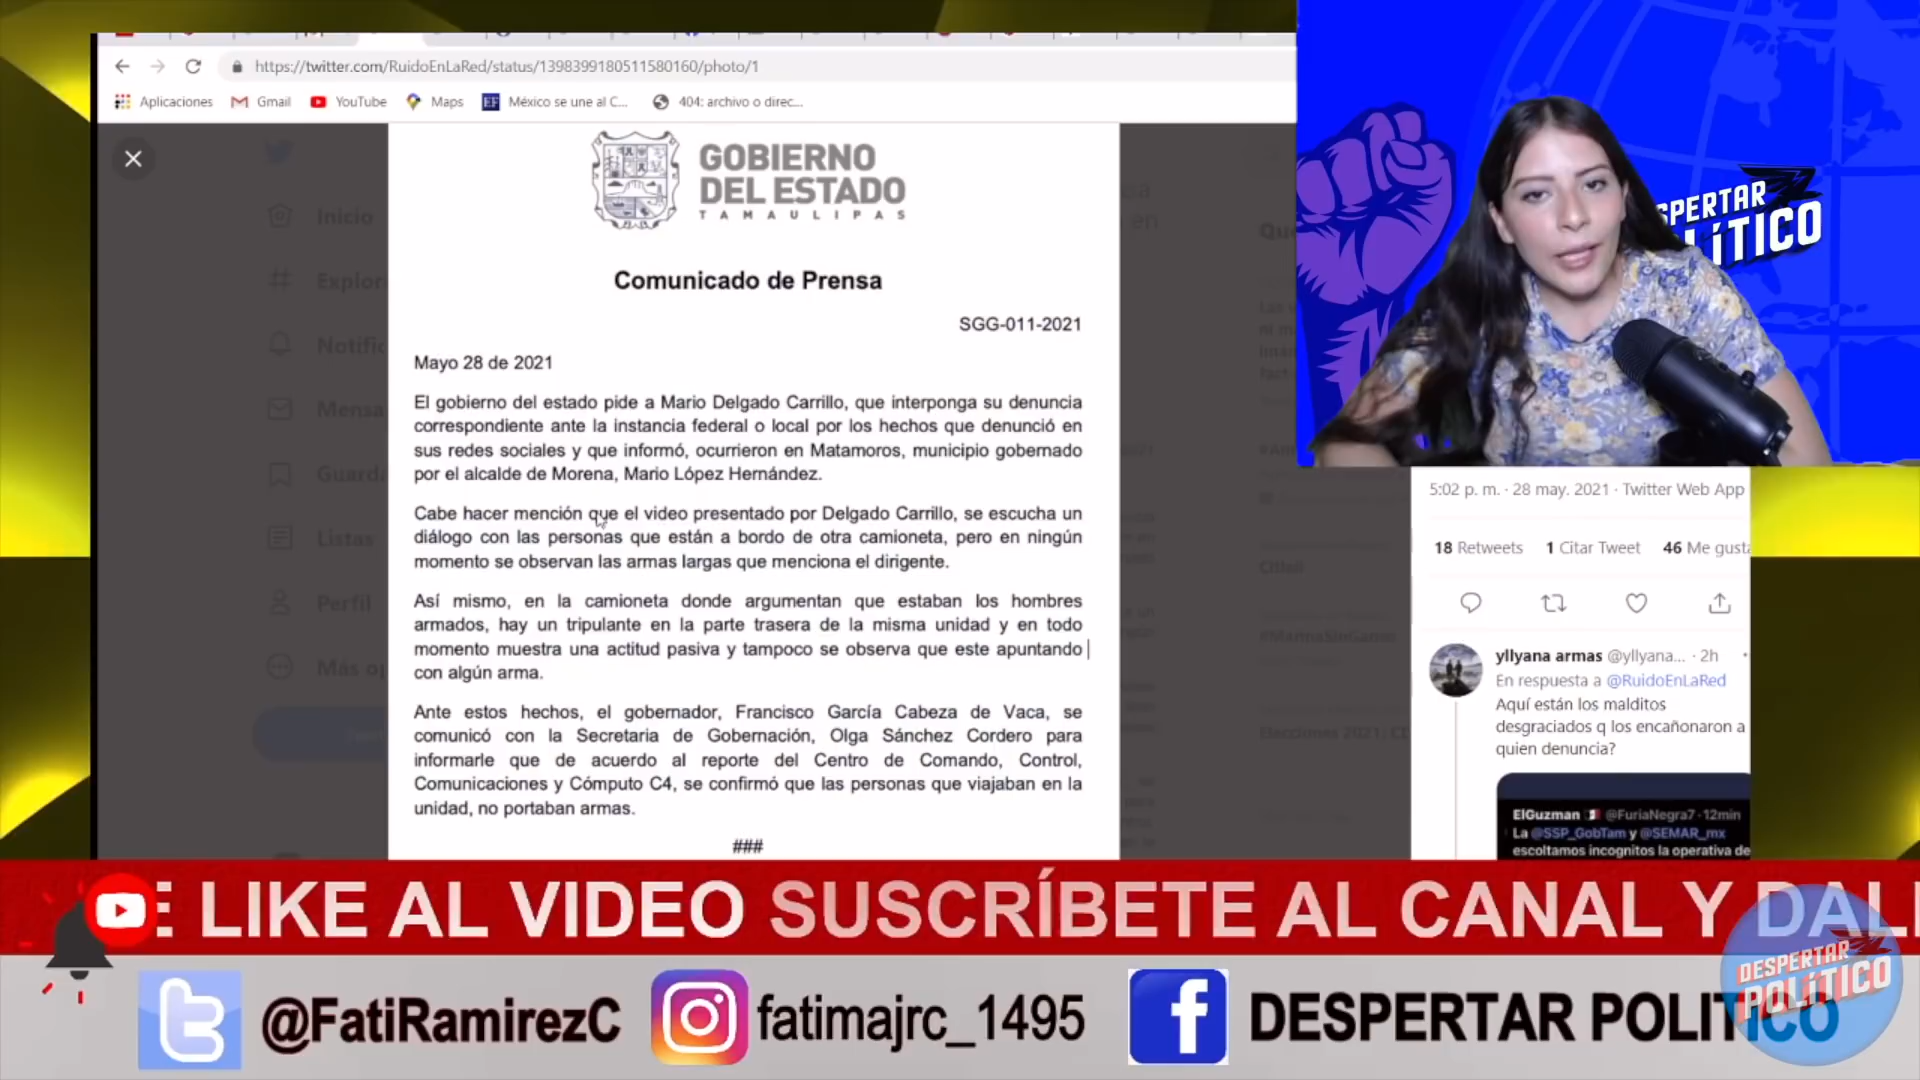 https://twitter.com/RuidoEnLaRed/status/1398399180511580160/photo/1
Aplicaciones Gmail YouTube Maps México se une al C... 404: archivo o direc...
GOBIERNO
DEL ESTADO
TAMAULIPAS
Comunicado de Prensa
SGG-011-2021
Mayo 28 de 2021
El gobierno del estado pide a Mario Delgado Carrillo, que interponga su denuncia
correspondiente ante la instancia federal o local por los hechos que denunció en
sus redes sociales y que informó, ocurrieron en Matamoros, municipio gobernado
por el alcalde de Morena, Mario López Hernández.
Cabe hacer mención que el video presentado por Delgado Carrillo, se escucha un
diálogo con las personas que están a bordo de otra camioneta, pero en ningún
momento se observan las armas largas que menciona el dirigente.
Así mismo, en la camioneta donde argumentan que estaban los hombres
armados, hay un tripulante en la parte trasera de la misma unidad y en todo
momento muestra una actitud pasiva y tampoco se observa que este apuntando
con algún arma.
Ante estos hechos, el gobernador, Francisco García Cabeza de Vaca, se
comunicó con la Secretaria de Gobernación, Olga Sánchez Cordero para
informarle que de acuerdo al reporte del Centro de Comando, Control,
Comunicaciones y Cómputo C4, se confirmó que las personas que viajaban en la
unidad, no portaban armas.
###
Inicio
Explor
Notific
Mensa
Guarda
Listas
Perfil
Más op
SPERTAR
LÍTICO
5:02 p. m. · 28 may. 2021 · Twitter Web App
18 Retweets 1 Citar Tweet 46 Me gusta
yllyana armas @yllyana... · 2h
En respuesta a @RuidoEnLaRed
Aquí están los malditos
desgraciados q los encañonaron a
quien denuncia?
ElGuzman @FuriaNegra7 · 12min
La @SSP_GobTam y @SEMAR_mx
escoltamos incognitos la operativa de
E LIKE AL VIDEO SUSCRÍBETE AL CANAL Y DALE
@FatiRamirezC fatimajrc_1495 DESPERTAR POLITICO
DESPERTAR
POLÍTICO